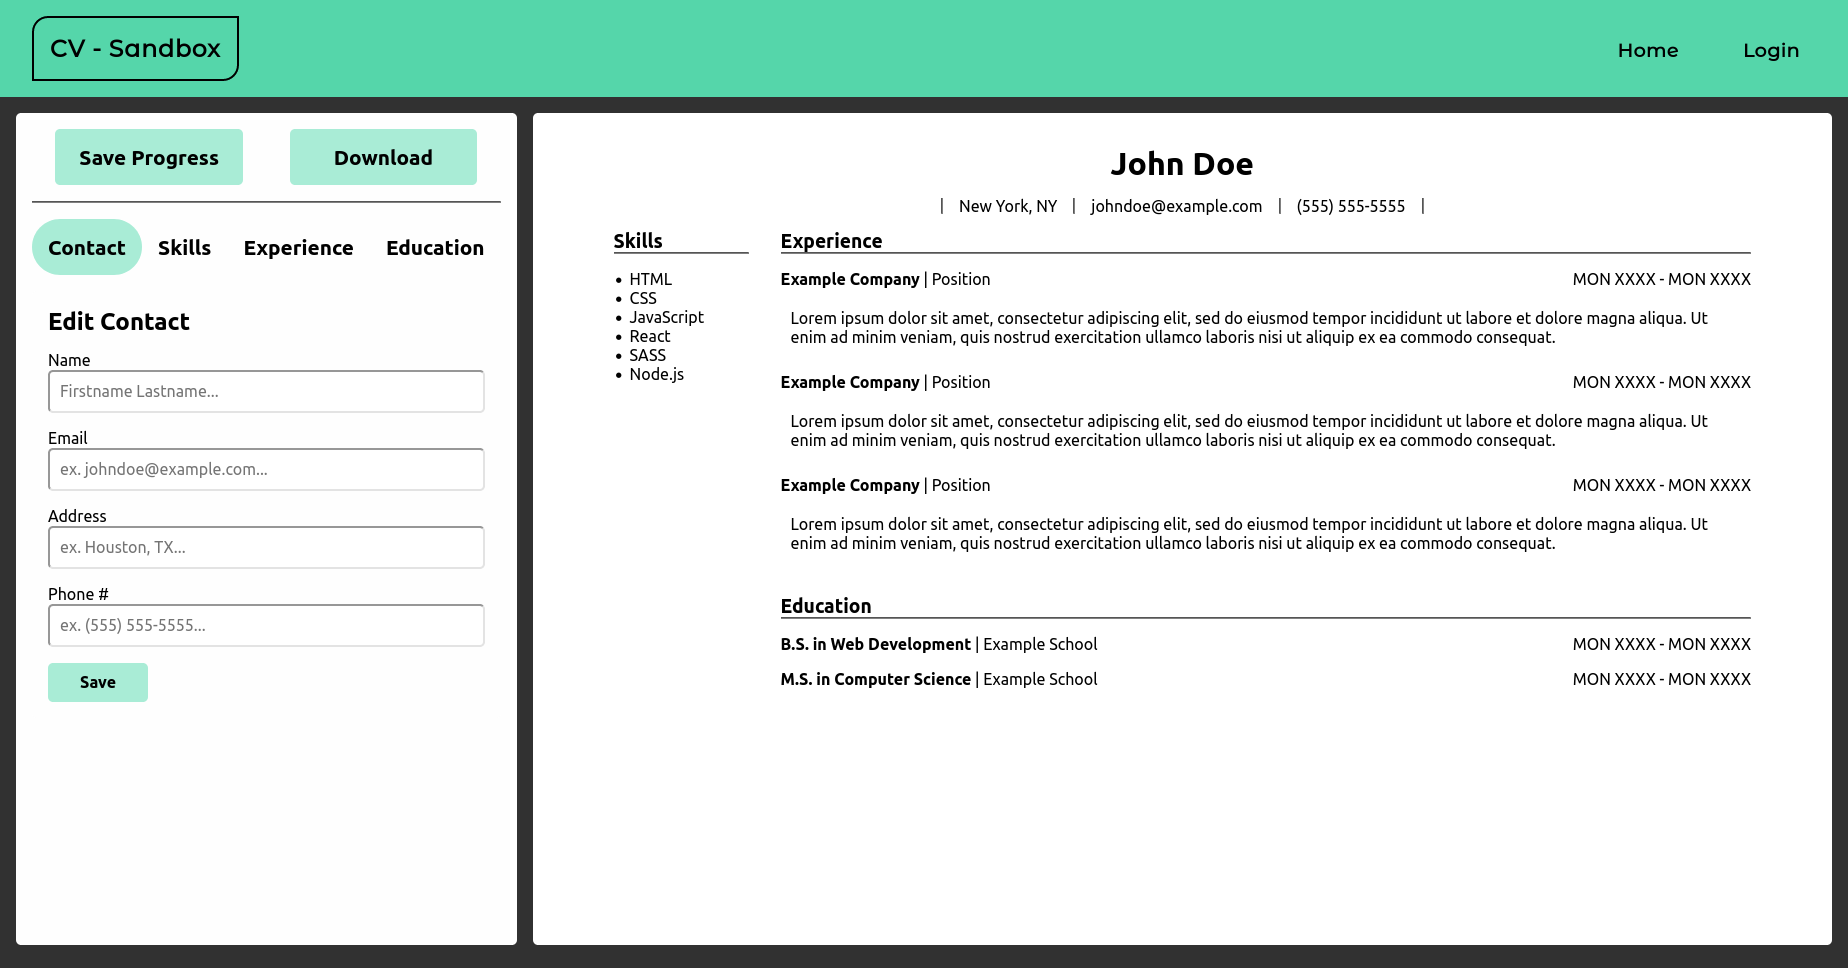 CV - Sandbox
Home
Login
Save Progress
Download
Contact
Skills
Experience
Education
Edit Contact
Name
Firstname Lastname...
Email
ex. johndoe@example.com...
Address
ex. Houston, TX...
Phone #
ex. (555) 555-5555...
Save
John Doe
| New York, NY | johndoe@example.com | (555) 555-5555 |
Skills
• HTML
• CSS
• JavaScript
• React
• SASS
• Node.js
Experience
Example Company | Position MON XXXX - MON XXXX
Lorem ipsum dolor sit amet, consectetur adipiscing elit, sed do eiusmod tempor incididunt ut labore et dolore magna aliqua. Ut
enim ad minim veniam, quis nostrud exercitation ullamco laboris nisi ut aliquip ex ea commodo consequat.
Example Company | Position MON XXXX - MON XXXX
Lorem ipsum dolor sit amet, consectetur adipiscing elit, sed do eiusmod tempor incididunt ut labore et dolore magna aliqua. Ut
enim ad minim veniam, quis nostrud exercitation ullamco laboris nisi ut aliquip ex ea commodo consequat.
Example Company | Position MON XXXX - MON XXXX
Lorem ipsum dolor sit amet, consectetur adipiscing elit, sed do eiusmod tempor incididunt ut labore et dolore magna aliqua. Ut
enim ad minim veniam, quis nostrud exercitation ullamco laboris nisi ut aliquip ex ea commodo consequat.
Education
B.S. in Web Development | Example School MON XXXX - MON XXXX
M.S. in Computer Science | Example School MON XXXX - MON XXXX